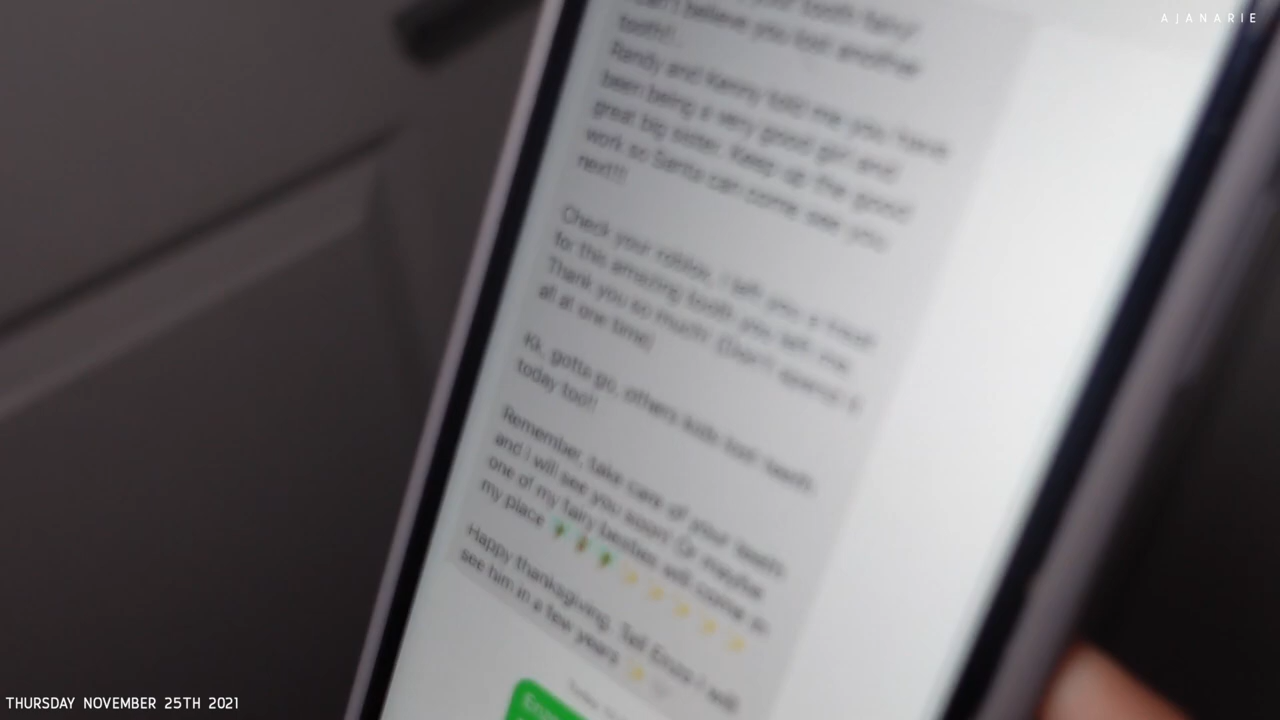 AJANARIE
your tooth fairy!
can't believe you lost another
tooth!!
Randy and Kenny told me you have
been being a very good girl and
great big sister. Keep up the good
work so Santa can come see you
next!!!
Check your roblox, I left you a treat
for this amazing tooth you left me.
Thank you so much! (Don't spend it
all at one time)
Ok, gotta go, others kids lost teeth
today too!!
Remember, take care of your teeth
and i will see you soon! Or maybe
one of my fairy besties will come in
my place 🧚🧚🧚✨✨✨✨✨
Happy thanksgiving. Tell Enzo I will
see him in a few years ✨
THURSDAY NOVEMBER 25TH 2021